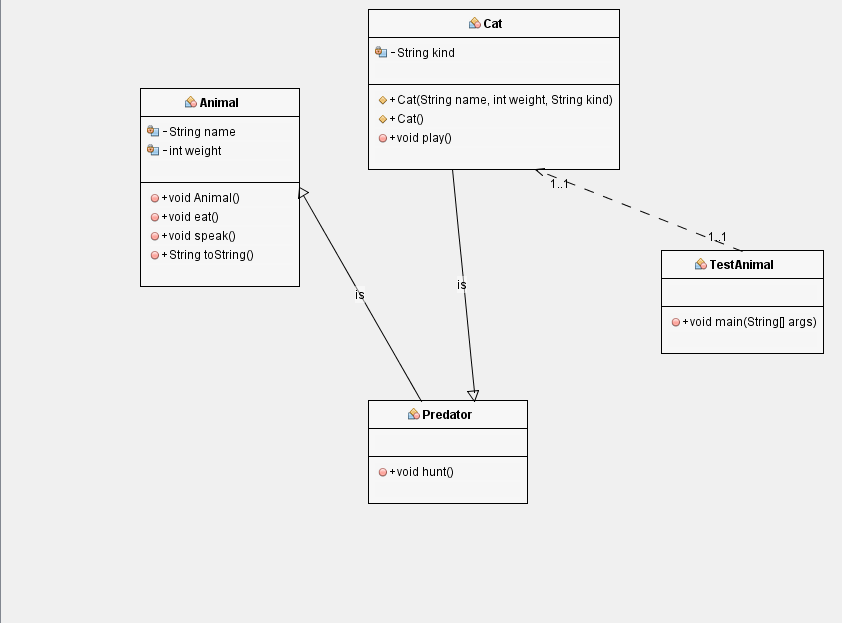 Cat
- String kind
+ Cat(String name, int weight, String kind)
+ Cat()
+ void play()
Animal
- String name
- int weight
+ void Animal()
+ void eat()
+ void speak()
+ String toString()
1..1
1..1
TestAnimal
+ void main(String[] args)
is
is
Predator
+ void hunt()